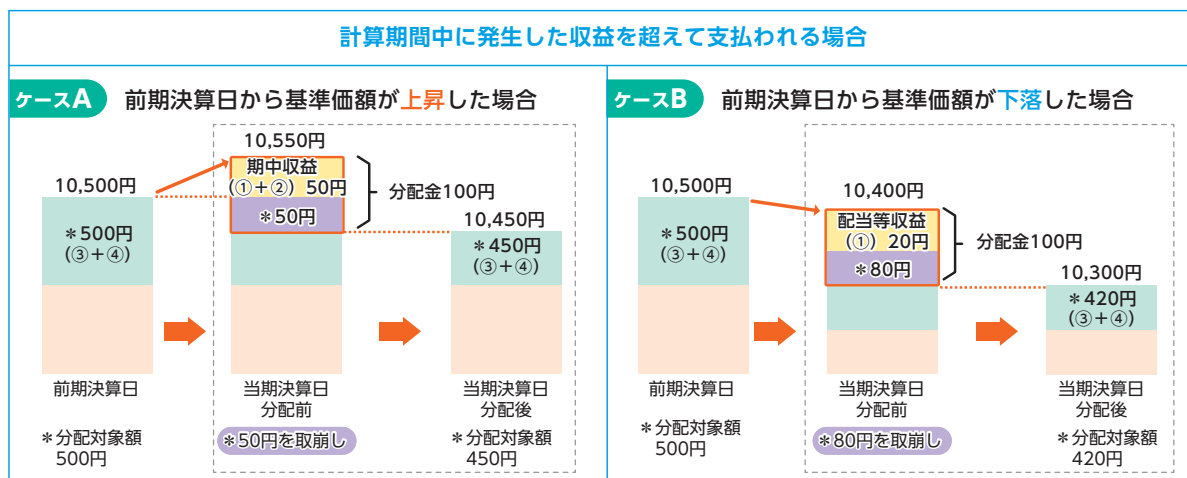 計算期間中に発生した収益を超えて支払われる場合
ケースA 前期決算日から基準価額が上昇した場合
10,550円
10,500円
期中収益
(①+②) 50円
分配金100円
*50円
10,450円
*500円
(③+④)
*450円
(③+④)
前期決算日
当期決算日
分配前
当期決算日
分配後
*分配対象額
500円
*50円を取崩し
*分配対象額
450円
ケースB 前期決算日から基準価額が下落した場合
10,500円
10,400円
*500円
(③+④)
配当等収益
(①) 20円
分配金100円
*80円
10,300円
*420円
(③+④)
前期決算日
当期決算日
分配前
当期決算日
分配後
*分配対象額
500円
*80円を取崩し
*分配対象額
420円